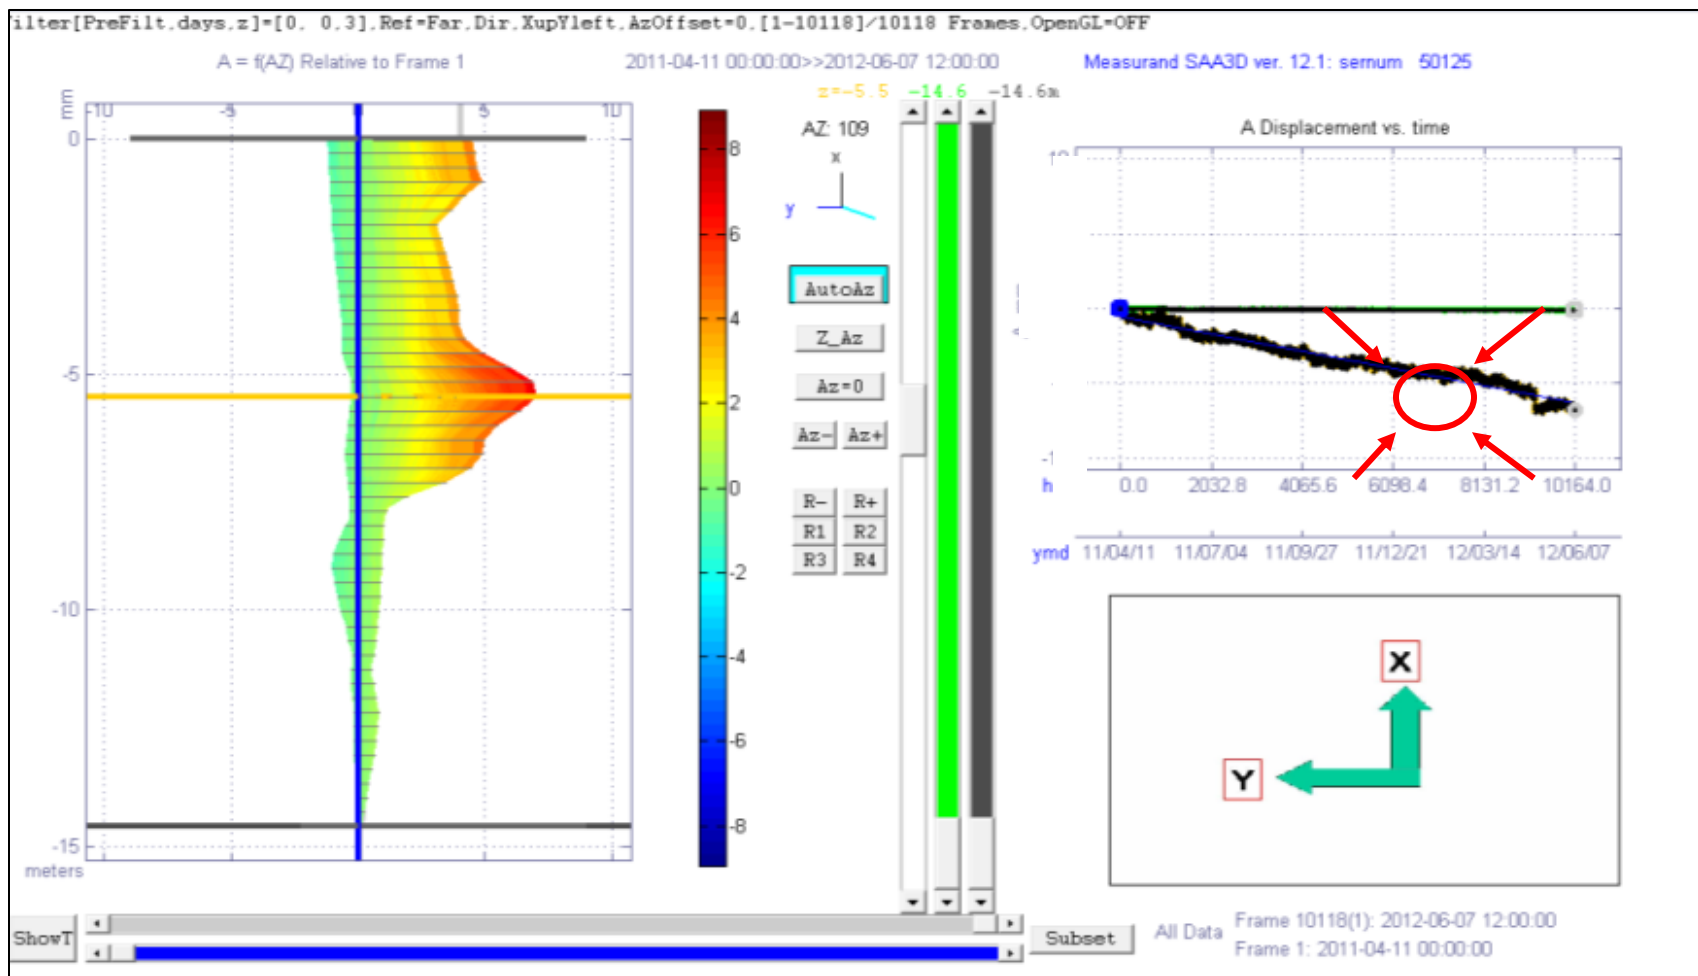 ilter[PreFilt,days,z]=[0, 0,3],Ref=Far,Dir,XupYleft,AzOffset=0,[1-10118]/10118 Frames,OpenGL=OFF
A = f(AZ) Relative to Frame 1
2011-04-11 00:00:00>>2012-06-07 12:00:00
Measurand SAA3D ver. 12.1: sernum 50125
z=-5.5 -14.6 -14.6m
mm
-10 -5 0 5 10
0
-5
-10
-15
meters
8
6
4
2
0
-2
-4
-6
-8
AZ: 109
x
y
AutoAz
Z_Az
Az=0
Az- Az+
R- R+
R1 R2
R3 R4
A Displacement vs. time
h 0.0 2032.8 4065.6 6098.4 8131.2 10164.0
ymd 11/04/11 11/07/04 11/09/27 11/12/21 12/03/14 12/06/07
X
Y
ShowT
Subset
All Data
Frame 10118(1): 2012-06-07 12:00:00
Frame 1: 2011-04-11 00:00:00